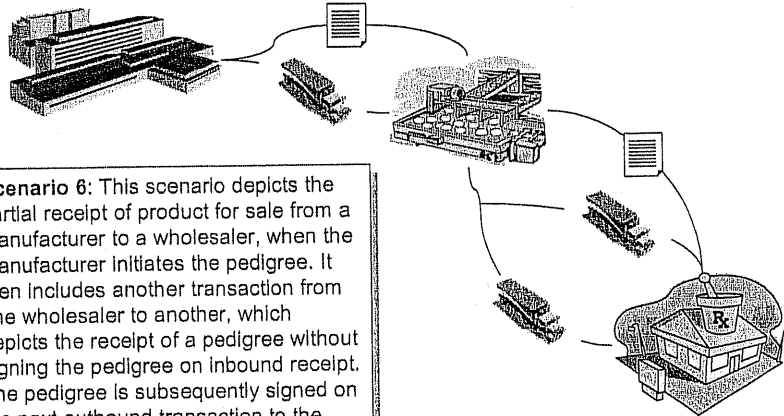 cenario 6: This scenario depicts the
artial receipt of product for sale from a
anufacturer to a wholesaler, when the
anufacturer initiates the pedigree. It
en includes another transaction from
ne wholesaler to another, which
epicts the receipt of a pedigree without
igning the pedigree on inbound receipt.
he pedigree is subsequently signed on
next outbound transaction to the
Rx